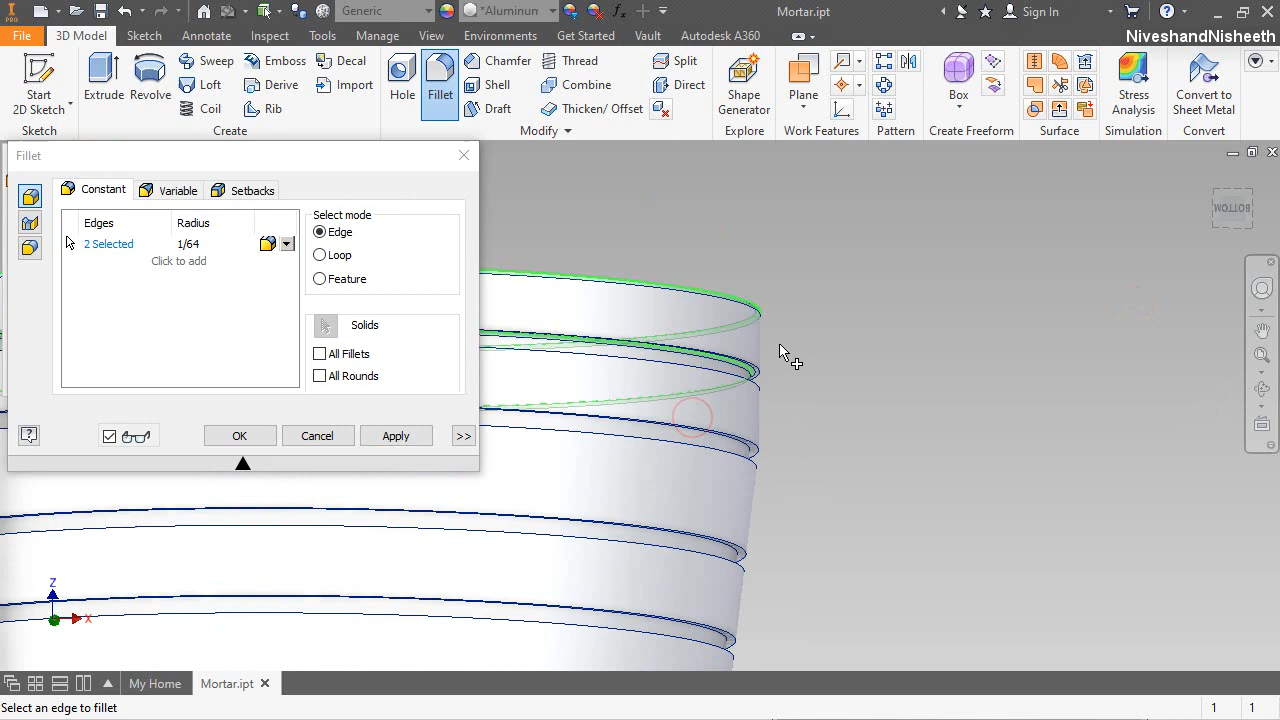 PRO
Generic
*Aluminum
Mortar.ipt
Sign In
File
3D Model
Sketch
Annotate
Inspect
Tools
Manage
View
Environments
Get Started
Vault
Autodesk A360
NiveshandNisheeth
Start
2D Sketch
Extrude
Revolve
Sweep
Emboss
Decal
Loft
Deri
Import
Coil
Rib
Hole
Fillet
Chamfer
Thread
Split
Shell
Combine
Direct
Draft
Thicken/ Offset
Shape
Generator
Plane
Box
Stress
Analysis
Convert to
Sheet Metal
Sketch
Create
Modify
Explore
Work Features
Pattern
Create Freeform
Surface
Simulation
Convert
Fillet
Constant
Variable
Setbacks
Edges
Radius
2 Selected
1/64
Click to add
Select mode
Edge
Loop
Feature
Solids
All Fillets
All Rounds
OK
Cancel
Apply
>>
BOTTOM
Z
X
My Home
Mortar.ipt
Select an edge to fillet
1
1